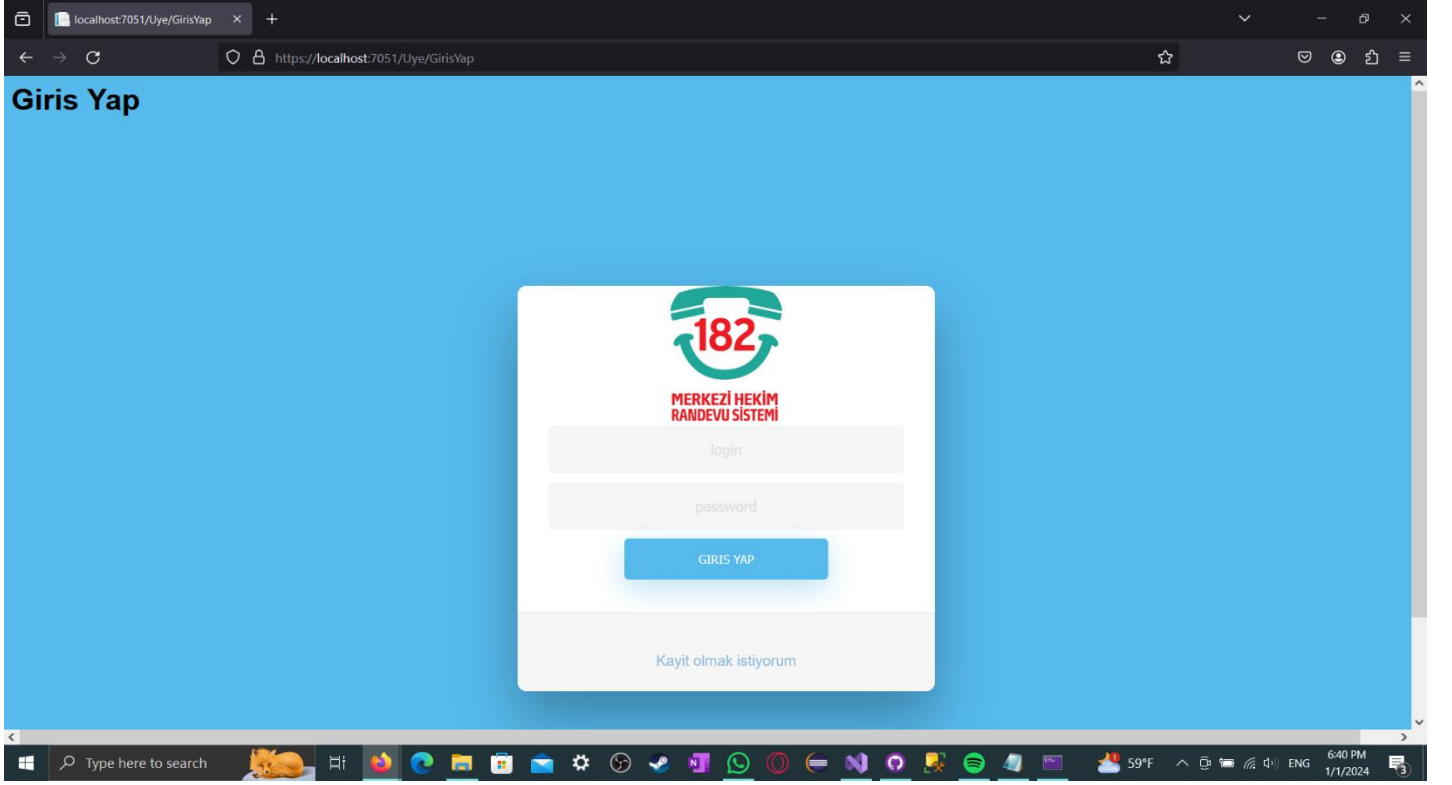 localhost:7051/Uye/GirisYap
https://localhost:7051/Uye/GirisYap
Giris Yap
182
MERKEZİ HEKİM
RANDEVU SİSTEMİ
login
password
GIRIS YAP
Kayit olmak istiyorum
Type here to search
59°F
ENG
6:40 PM
1/1/2024
3